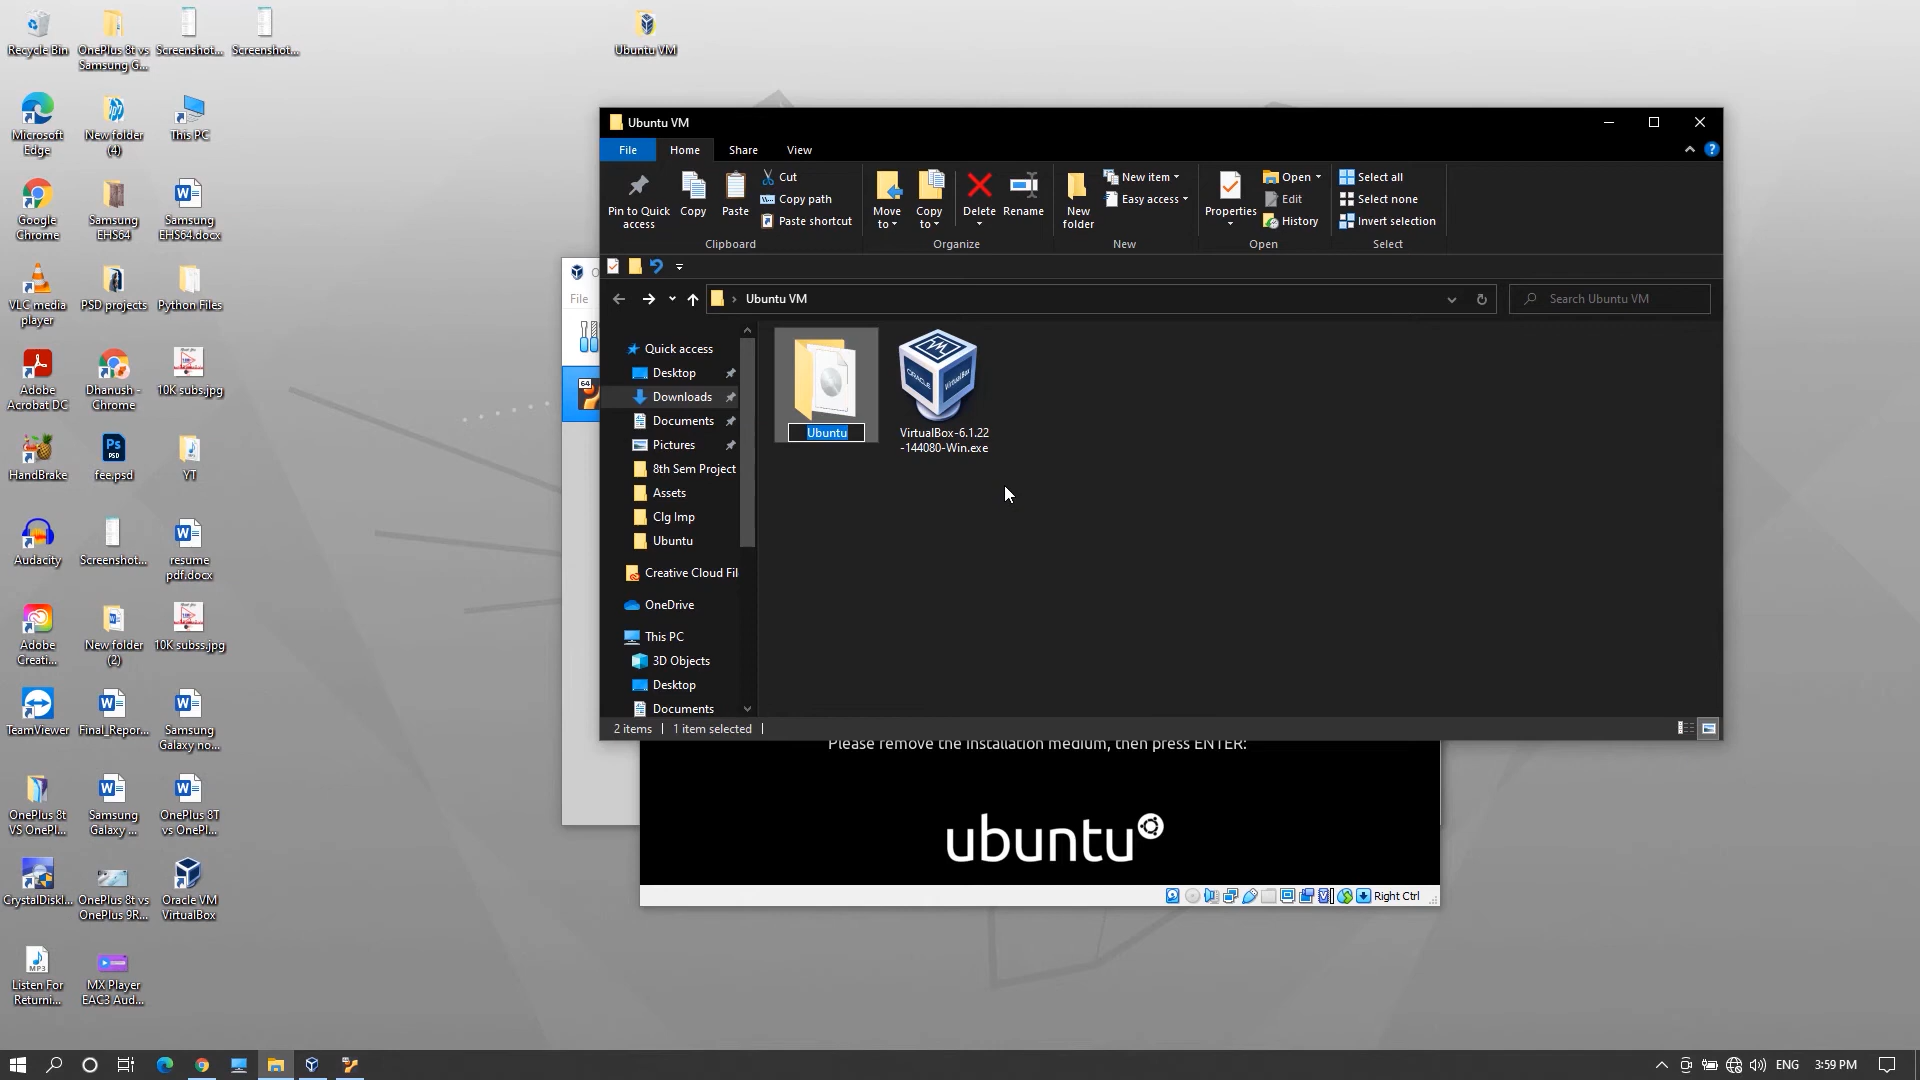 Recycle Bin
OnePlus 8t vs
Samsung G...
Screenshot...
Screenshot...
Ubuntu VM
Microsoft
Edge
New folder
(4)
This PC
Google
Chrome
Samsung
EHS64
Samsung
EHS64.docx
VLC media
player
PSD projects
Python Files
Adobe
Acrobat DC
Dhanush -
Chrome
10K subs.jpg
HandBrake
fee.psd
YT
Audacity
Screenshot...
resume
pdf.docx
Adobe
Creati...
New folder
(2)
10K subss.jpg
TeamViewer
Final_Repor...
Samsung
Galaxy no...
OnePlus 8t
VS OnePl...
Samsung
Galaxy ...
OnePlus 8T
vs OnePl...
CrystalDiskI...
OnePlus 8t vs
OnePlus 9R...
Oracle VM
VirtualBox
MP3
Listen For
Returni...
MX Player
EAC3 Aud...
Ubuntu VM
File
Home
Share
View
Pin to Quick
access
Copy
Paste
Cut
Copy path
Paste shortcut
Clipboard
Move
to
Copy
to
Delete
Rename
Organize
New
folder
New item
Easy access
New
Properties
Open
Edit
History
Open
Select all
Select none
Invert selection
Select
Ubuntu VM
Search Ubuntu VM
File
64
Quick access
Desktop
Downloads
Documents
Pictures
8th Sem Project
Assets
Clg Imp
Ubuntu
Creative Cloud Fil
OneDrive
This PC
3D Objects
Desktop
Documents
Ubuntu
VirtualBox-6.1.22
-144080-Win.exe
2 items
1 item selected
Please remove the installation medium, then press ENTER:
ubuntu
Right Ctrl
ENG
3:59 PM